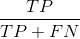 TP
TP + FN